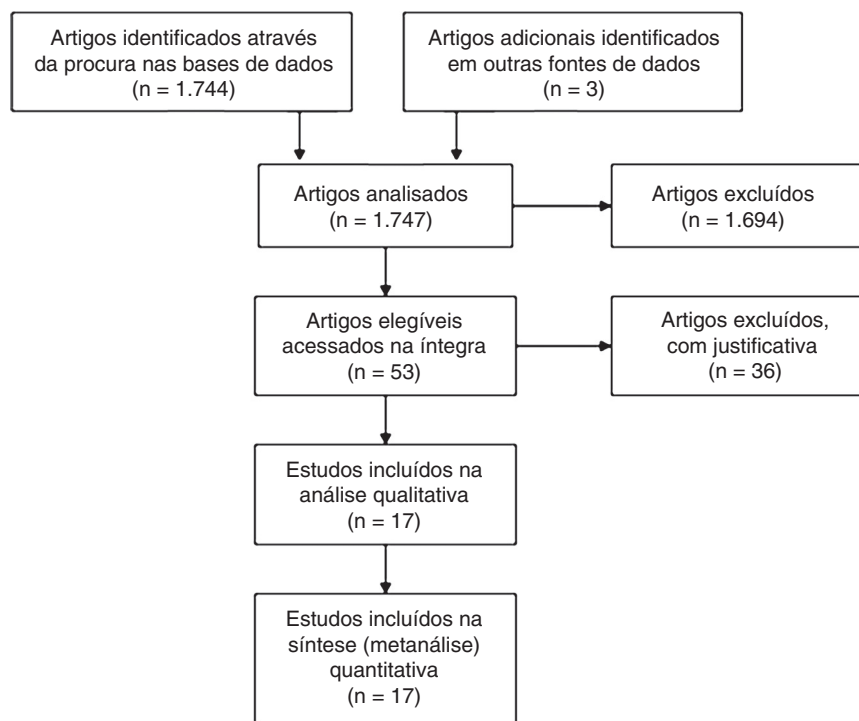 Artigos identificados através
da procura nas bases de dados
(n = 1.744)
Artigos adicionais identificados
em outras fontes de dados
(n = 3)
Artigos analisados
(n = 1.747)
Artigos excluídos
(n = 1.694)
Artigos elegíveis
acessados na íntegra
(n = 53)
Artigos excluídos,
com justificativa
(n = 36)
Estudos incluídos na
análise qualitativa
(n = 17)
Estudos incluídos na
síntese (metanálise)
quantitativa
(n = 17)